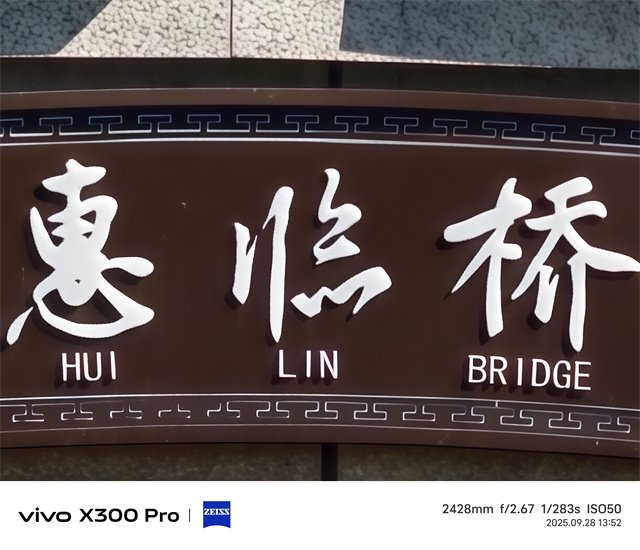 惠临桥
HUI LIN BRIDGE
vivo X300 Pro | ZEISS
2428mm f/2.67 1/283s ISO50
2025.09.28 13:52